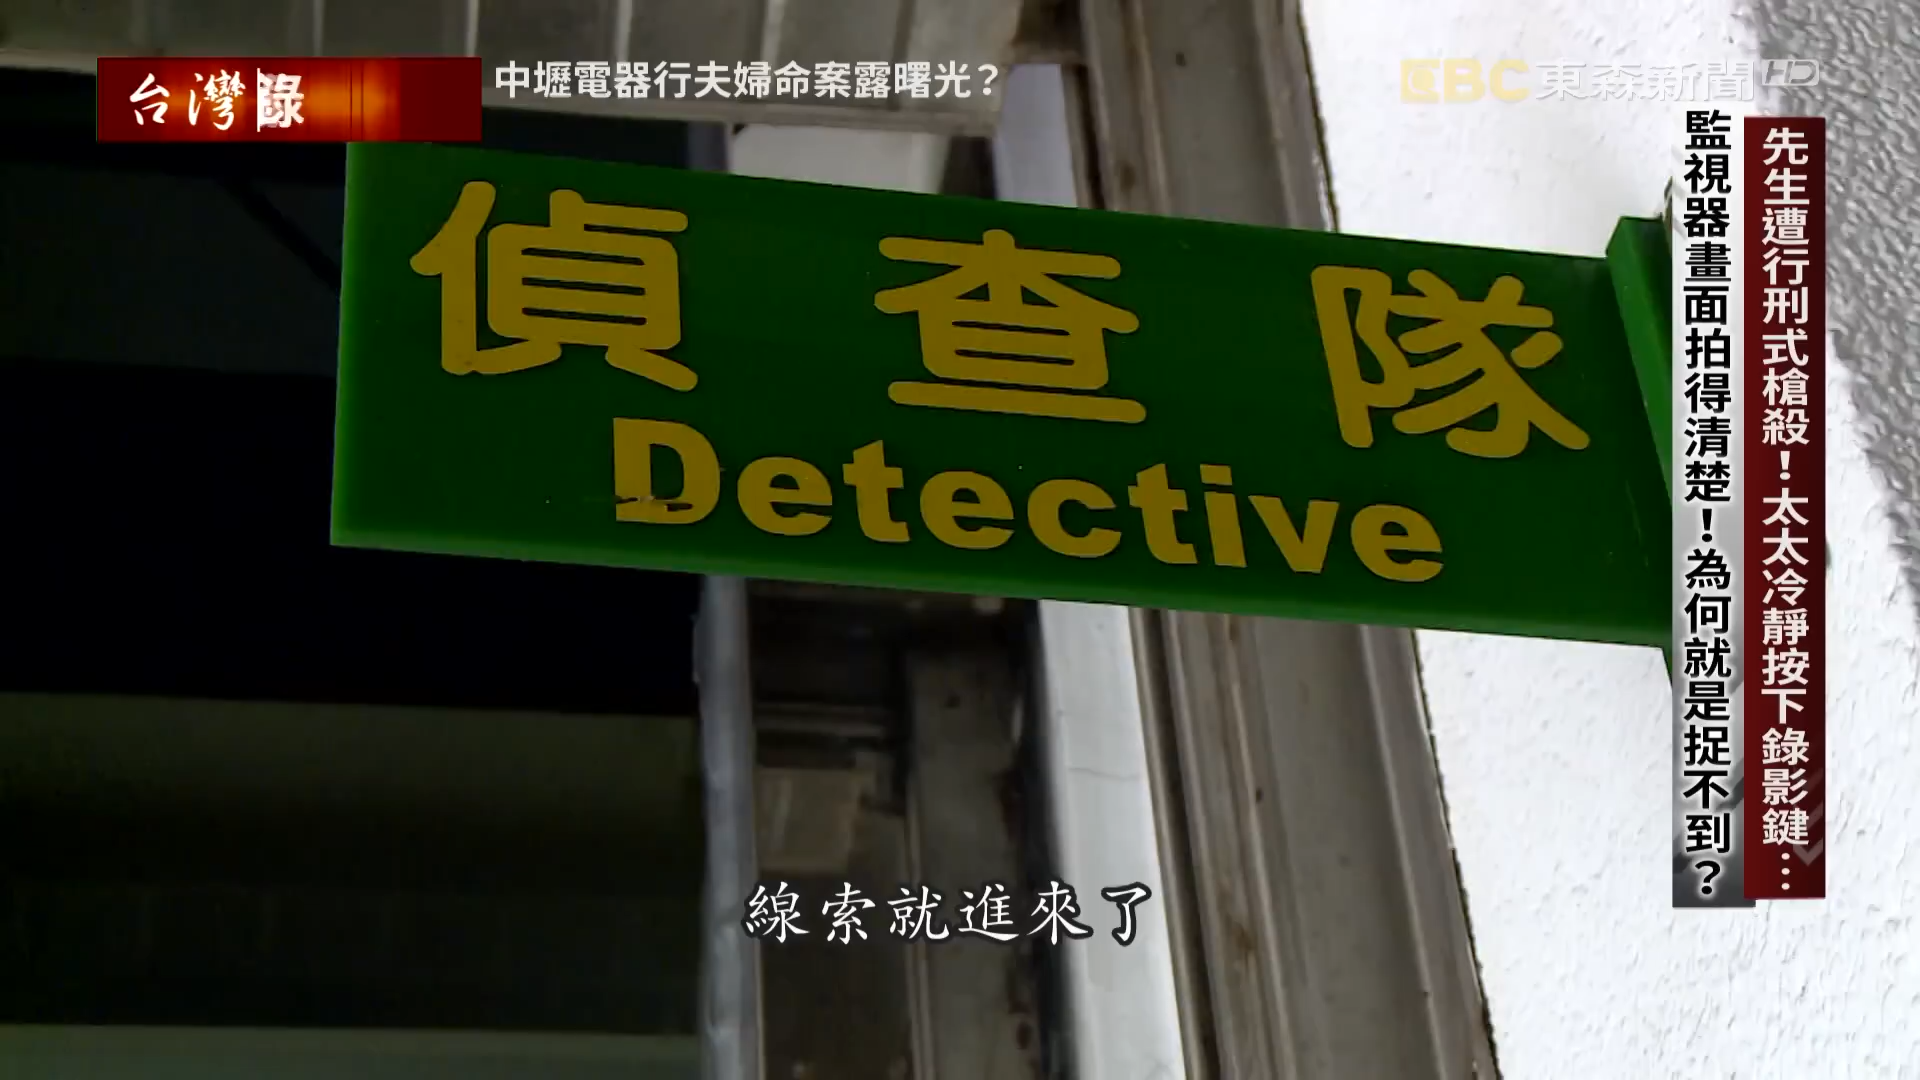 台灣錄
中壢電器行夫婦命案露曙光?
EBC東森新聞HD
先生遭行刑式槍殺!太太冷靜按下錄影鍵…
監視器畫面拍得清楚!為何就是捉不到?
偵查隊
Detective
線索就進來了